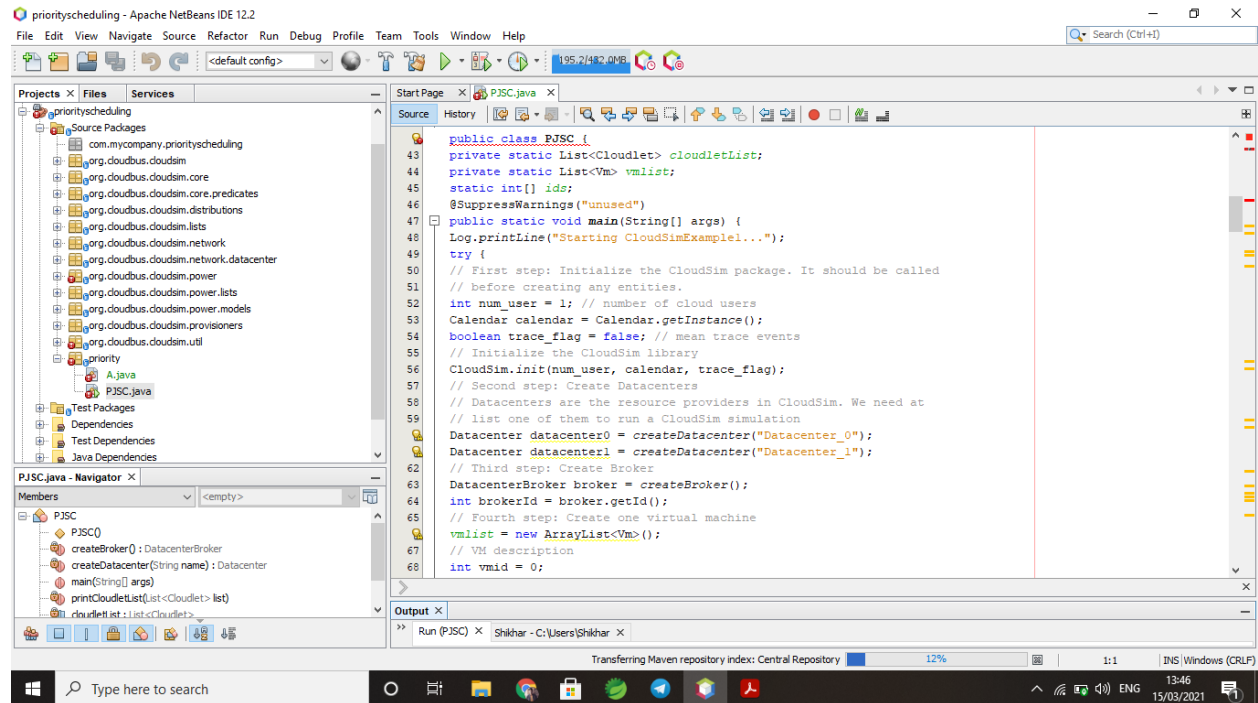 priorityscheduling - Apache NetBeans IDE 12.2
File Edit View Navigate Source Refactor Run Debug Profile Team Tools Window Help
Search (Ctrl+I)
<default config>
195.2/482.0MB
Projects Files Services
priorityscheduling
Source Packages
com.mycompany.priorityscheduling
org.cloudbus.cloudsim
org.cloudbus.cloudsim.core
org.cloudbus.cloudsim.core.predicates
org.cloudbus.cloudsim.distributions
org.cloudbus.cloudsim.lists
org.cloudbus.cloudsim.network
org.cloudbus.cloudsim.network.datacenter
org.cloudbus.cloudsim.power
org.cloudbus.cloudsim.power.lists
org.cloudbus.cloudsim.power.models
org.cloudbus.cloudsim.provisioners
org.cloudbus.cloudsim.util
priority
A.java
PJSC.java
Test Packages
Dependencies
Test Dependencies
Java Dependencies
PJSC.java - Navigator
Members
<empty>
PJSC
PJSC()
createBroker() : DatacenterBroker
createDatacenter(String name) : Datacenter
main(String[] args)
printCloudletList(List<Cloudlet> list)
cloudletList : List<Cloudlet>
Start Page PJSC.java
Source History
public class PJSC {
43 private static List<Cloudlet> cloudletList;
44 private static List<Vm> vmlist;
45 static int[] ids;
46 @SuppressWarnings("unused")
47 public static void main(String[] args) {
48 Log.printLine("Starting CloudSimExample1...");
49 try {
50 // First step: Initialize the CloudSim package. It should be called
51 // before creating any entities.
52 int num_user = 1; // number of cloud users
53 Calendar calendar = Calendar.getInstance();
54 boolean trace_flag = false; // mean trace events
55 // Initialize the CloudSim library
56 CloudSim.init(num_user, calendar, trace_flag);
57 // Second step: Create Datacenters
58 // Datacenters are the resource providers in CloudSim. We need at
59 // list one of them to run a CloudSim simulation
Datacenter datacenter0 = createDatacenter("Datacenter_0");
Datacenter datacenter1 = createDatacenter("Datacenter_1");
62 // Third step: Create Broker
63 DatacenterBroker broker = createBroker();
64 int brokerId = broker.getId();
65 // Fourth step: Create one virtual machine
vmlist = new ArrayList<Vm>();
67 // VM description
68 int vmid = 0;
Output
Run (PJSC) Shikhar - C:\Users\Shikhar
Transferring Maven repository index: Central Repository 12% 1:1 INS Windows (CRLF)
Type here to search
ENG
13:46
15/03/2021